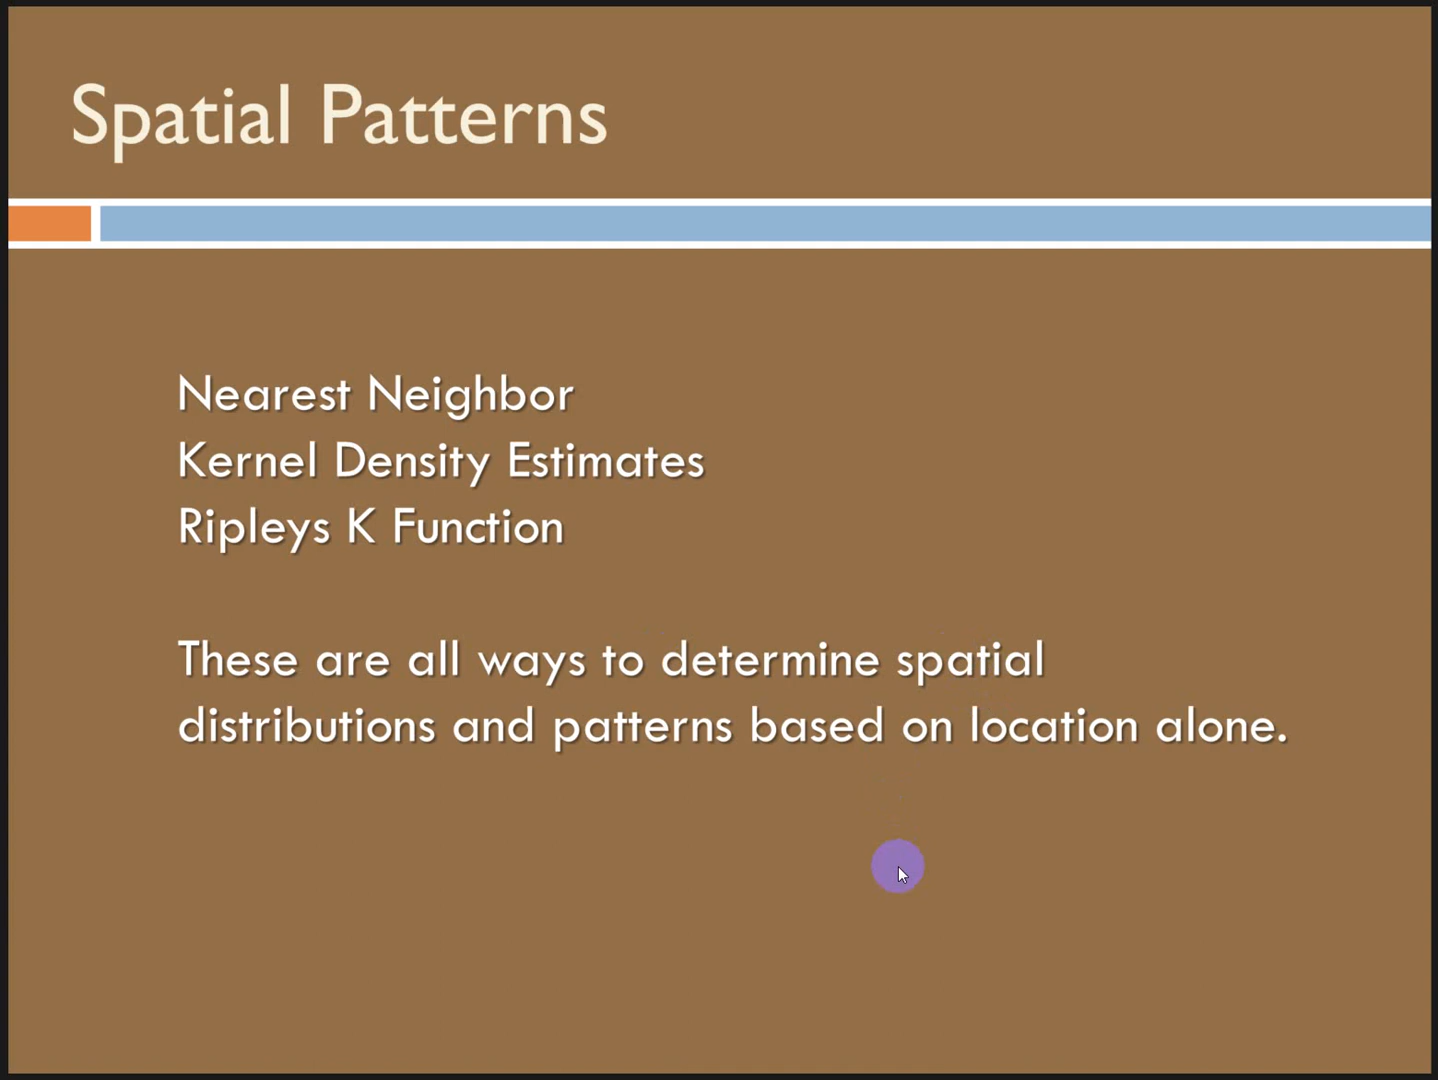 Spatial Patterns
Nearest Neighbor
Kernel Density Estimates
Ripleys K Function
These are all ways to determine spatial
distributions and patterns based on location alone.